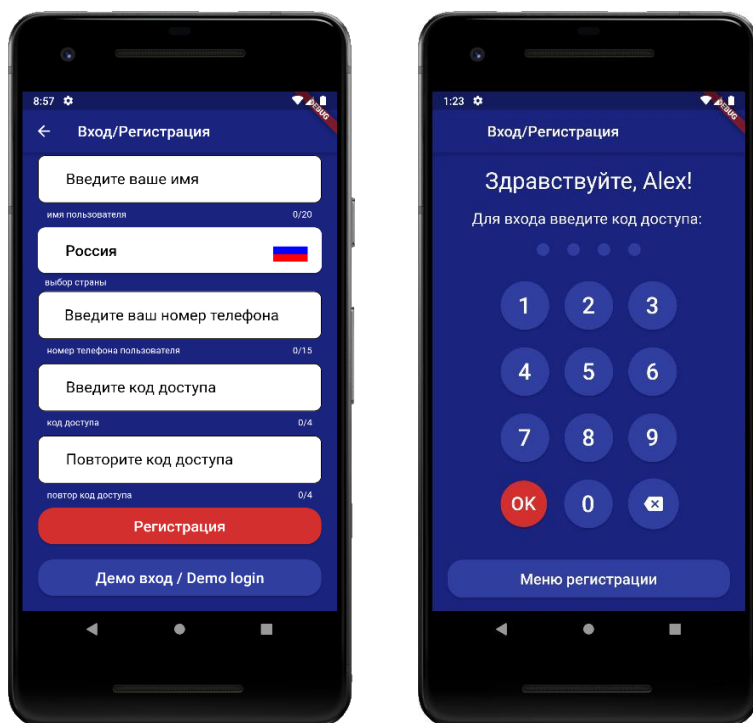 8:57
DEBUG
Вход/Регистрация
Введите ваше имя
имя пользователя 0/20
Россия
выбор страны
Введите ваш номер телефона
номер телефона пользователя 0/15
Введите код доступа
код доступа 0/4
Повторите код доступа
повтор код доступа 0/4
Регистрация
Демо вход / Demo login
1:23
DEBUG
Вход/Регистрация
Здравствуйте, Alex!
Для входа введите код доступа:
1 2 3
4 5 6
7 8 9
OK 0
Меню регистрации